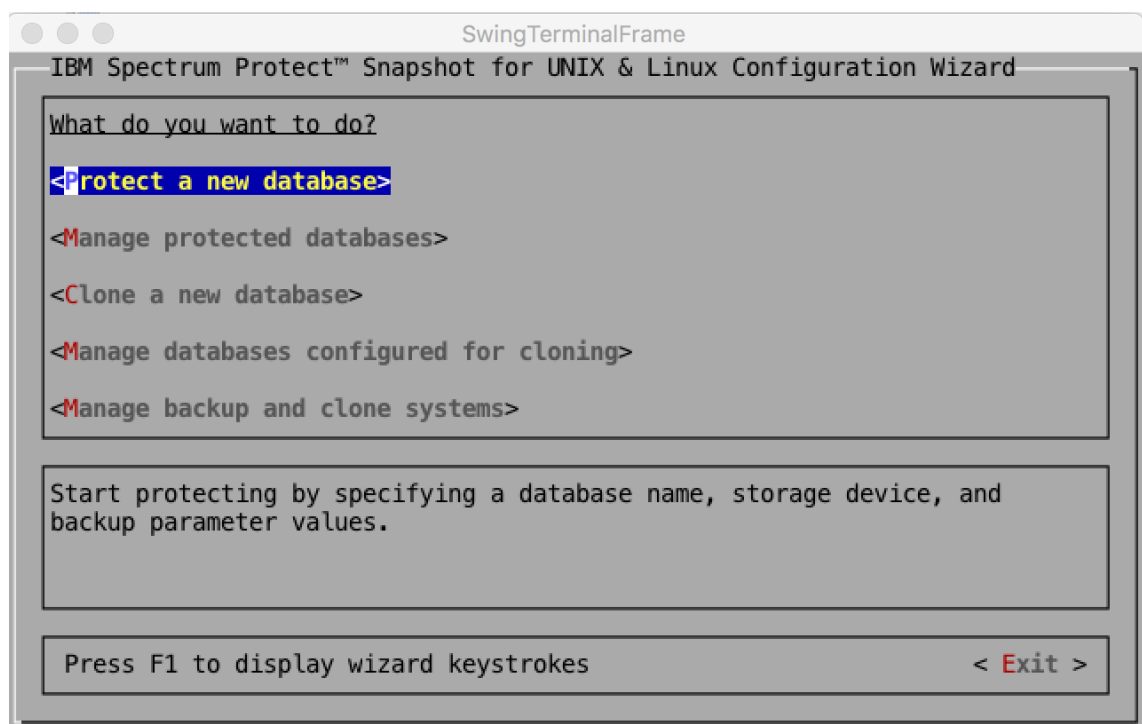 SwingTerminalFrame
IBM Spectrum Protect™ Snapshot for UNIX & Linux Configuration Wizard
What do you want to do?
<Protect a new database>
<Manage protected databases>
<Clone a new database>
<Manage databases configured for cloning>
<Manage backup and clone systems>
Start protecting by specifying a database name, storage device, and
backup parameter values.
Press F1 to display wizard keystrokes < Exit >